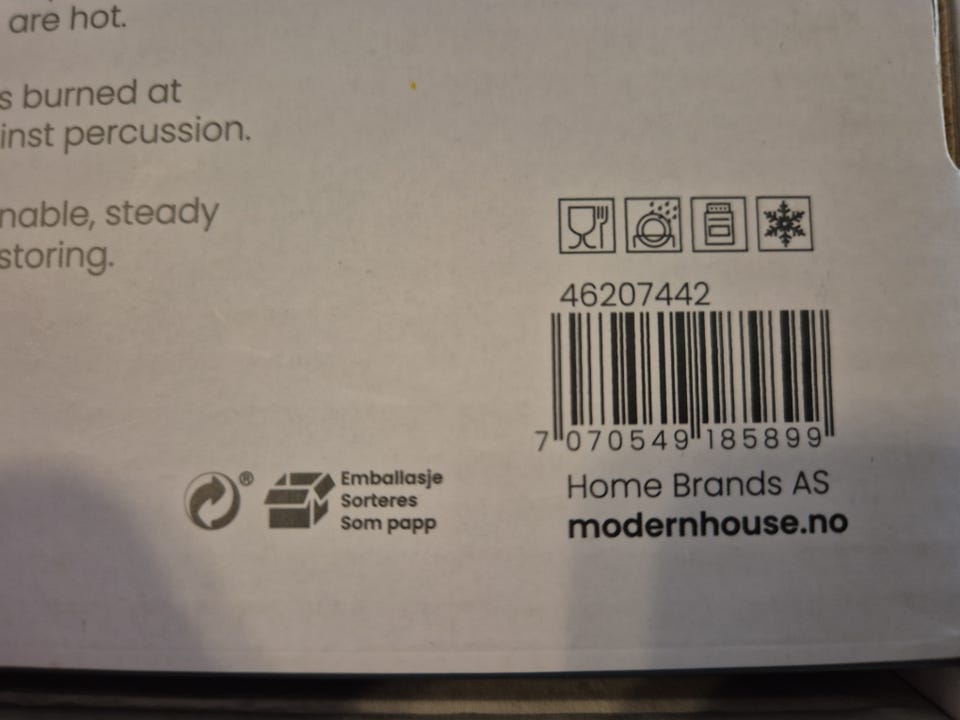 are hot.
s burned at
inst percussion.
nable, steady
storing.
46207442
7 070549 185899
®
Emballasje
Sorteres
Som papp
Home Brands AS
modernhouse.no